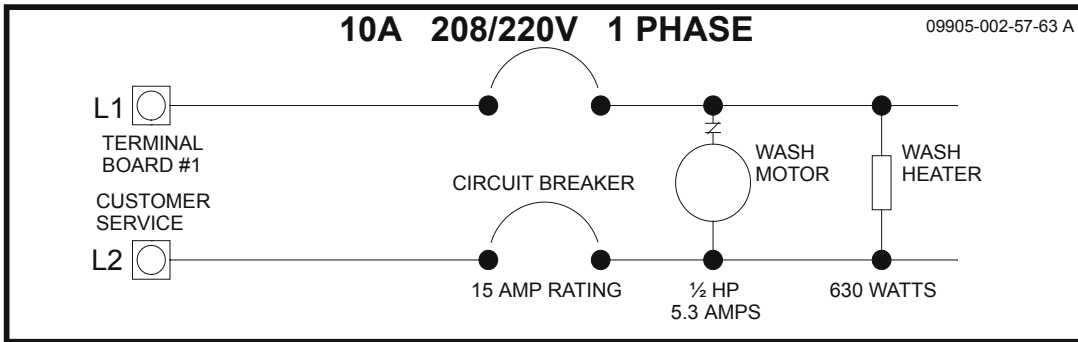 10A 208/220V 1 PHASE
09905-002-57-63 A
L1
TERMINAL
BOARD #1
CUSTOMER
SERVICE
L2
CIRCUIT BREAKER
15 AMP RATING
WASH
MOTOR
½ HP
5.3 AMPS
WASH
HEATER
630 WATTS